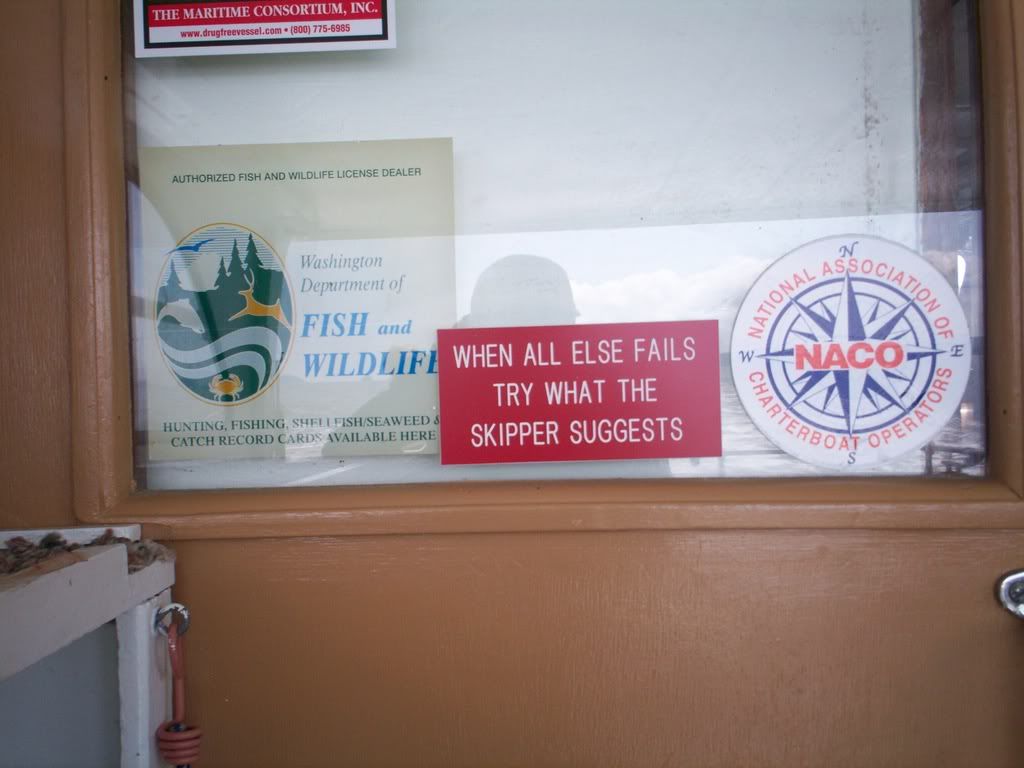 THE MARITIME CONSORTIUM, INC.
www.drugfreevessel.com • (800) 775-6985
AUTHORIZED FISH AND WILDLIFE LICENSE DEALER
Washington
Department of
FISH and
WILDLIFE
HUNTING, FISHING, SHELLFISH/SEAWEED &
CATCH RECORD CARDS AVAILABLE HERE
WHEN ALL ELSE FAILS
TRY WHAT THE
SKIPPER SUGGESTS
N
NATIONAL ASSOCIATION OF
W NACO E
CHARTERBOAT OPERATORS
S